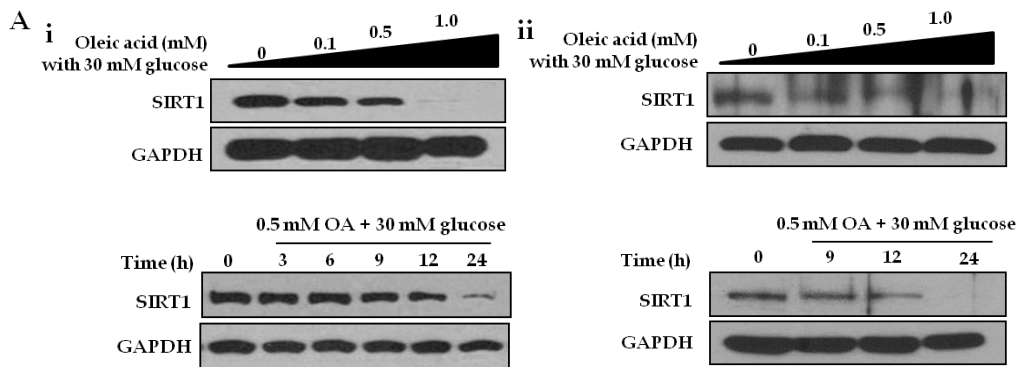 A i
Oleic acid (mM) 0 0.1 0.5 1.0
with 30 mM glucose
SIRT1
GAPDH
0.5 mM OA + 30 mM glucose
Time (h) 0 3 6 9 12 24
SIRT1
GAPDH
ii
Oleic acid (mM) 0 0.1 0.5 1.0
with 30 mM glucose
SIRT1
GAPDH
0.5 mM OA + 30 mM glucose
Time (h) 0 9 12 24
SIRT1
GAPDH